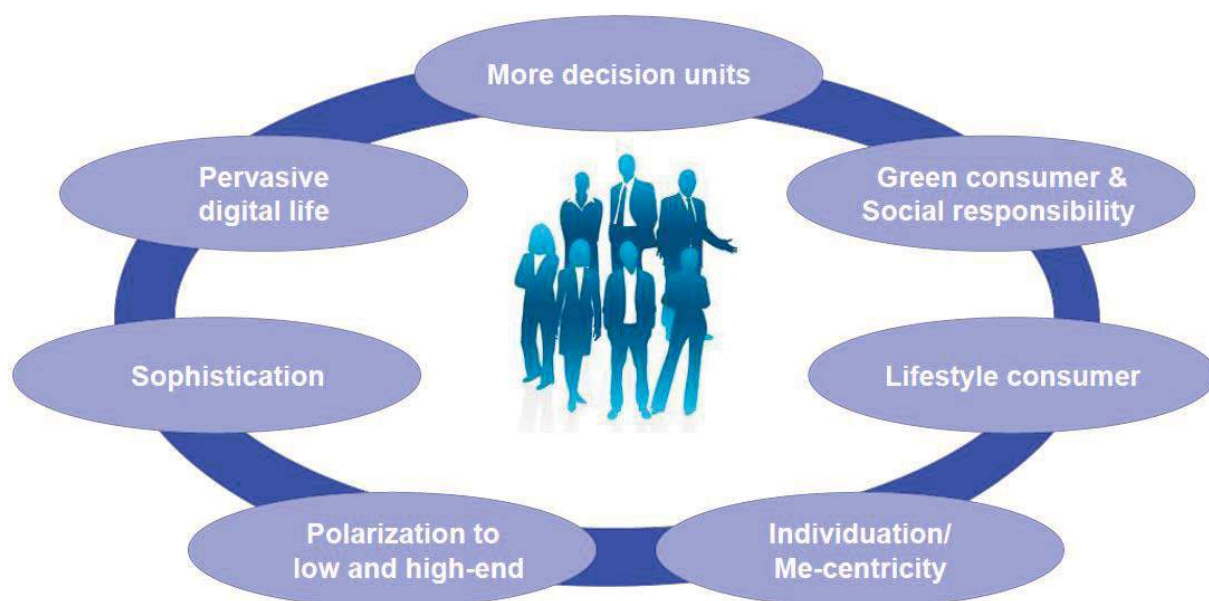 More decision units
Pervasive
digital life
Green consumer &
Social responsibility
Sophistication
Lifestyle consumer
Polarization to
low and high-end
Individuation/
Me-centricity